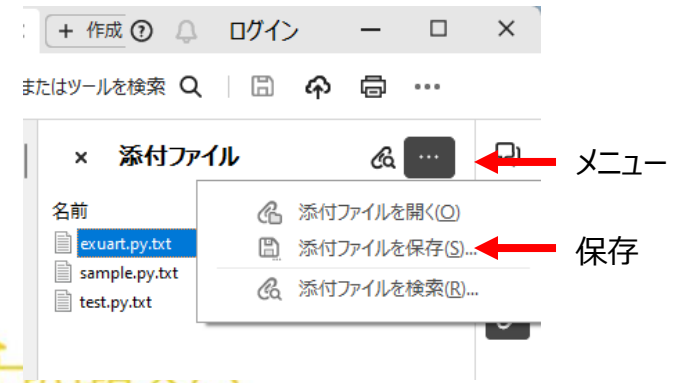 + 作成 ? ログイン
またはツールを検索
× 添付ファイル
メニュー
名前
添付ファイルを開く(O)
exuart.py.txt
添付ファイルを保存(S)...
保存
sample.py.txt
添付ファイルを検索(R)...
test.py.txt